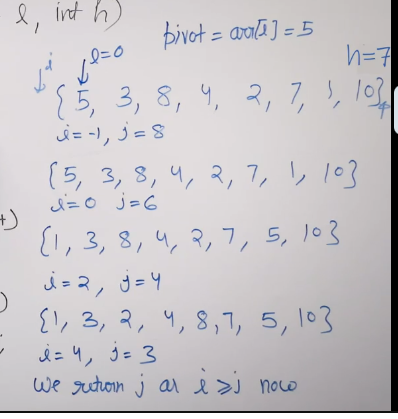 l, int h)
pivot = arr[l] = 5
i
l=0
h=7
{5, 3, 8, 4, 2, 7, 1, 10}
i=-1, j=8
{5, 3, 8, 4, 2, 7, 1, 10}
i=0 j=6
{1, 3, 8, 4, 2, 7, 5, 10}
i=2, j=4
{1, 3, 2, 4, 8, 7, 5, 10}
i=4, j=3
We return j as i ≥ j now